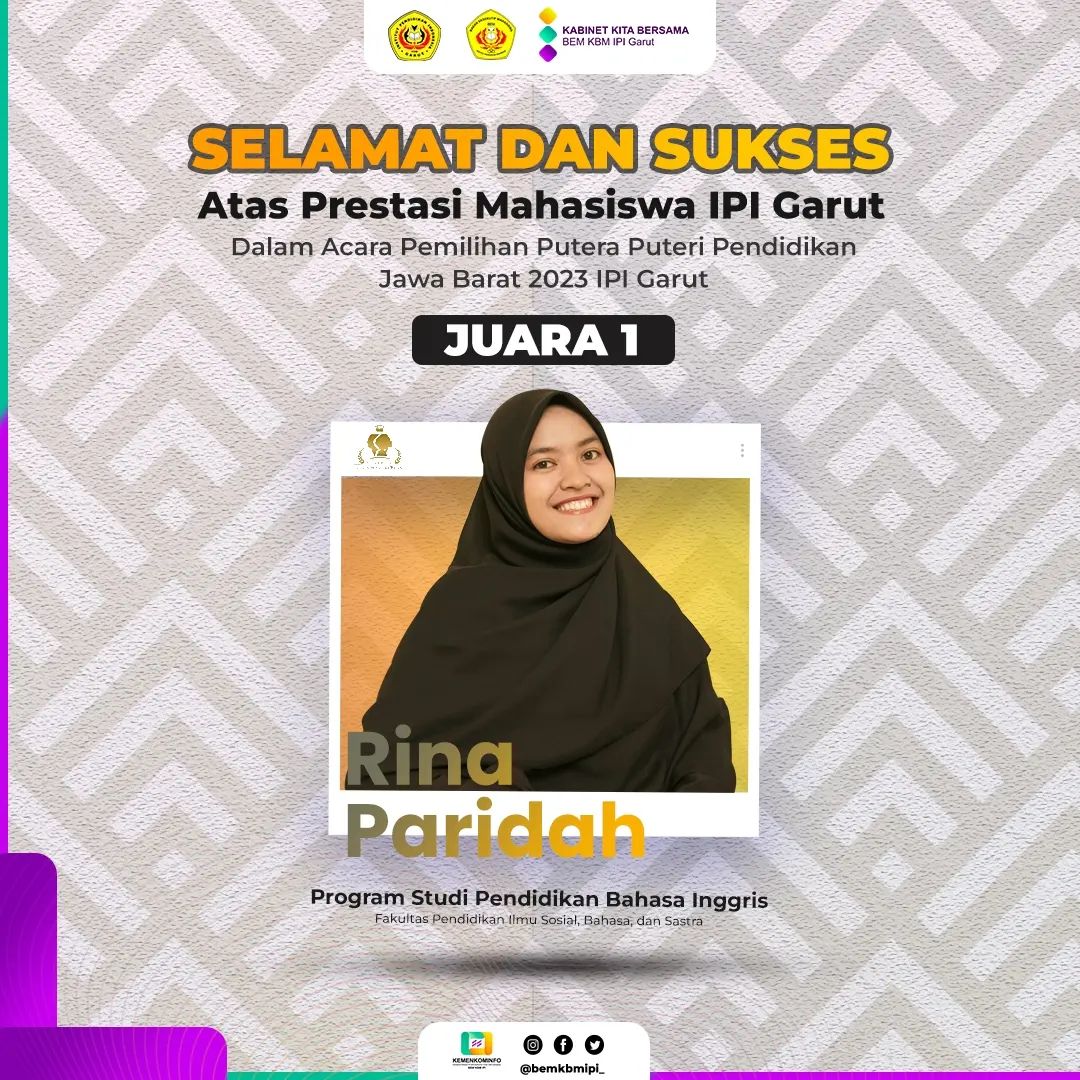 KABINET KITA BERSAMA
BEM KBM IPI Garut
SELAMAT DAN SUKSES
Atas Prestasi Mahasiswa IPI Garut
Dalam Acara Pemilihan Putera Puteri Pendidikan
Jawa Barat 2023 IPI Garut
JUARA 1
Rina
Paridah
Program Studi Pendidikan Bahasa Inggris
Fakultas Pendidikan Ilmu Sosial, Bahasa, dan Sastra
KEMENKOMINFO
@bemkbmipi_